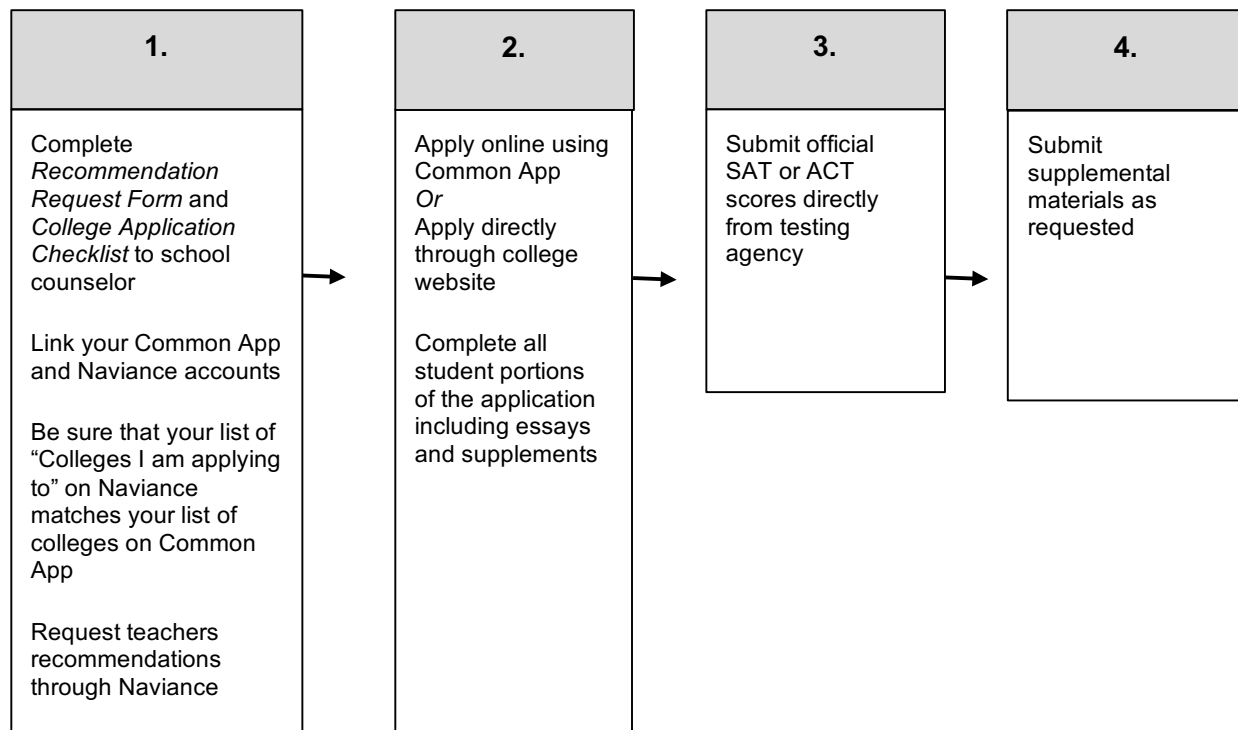 1.
Complete
Recommendation
Request Form and
College Application
Checklist to school
counselor
Link your Common App
and Naviance accounts
Be sure that your list of
“Colleges I am applying
to” on Naviance
matches your list of
colleges on Common
App
Request teachers
recommendations
through Naviance
2.
Apply online using
Common App
Or
Apply directly
through college
website
Complete all
student portions
of the application
including essays
and supplements
3.
Submit official
SAT or ACT
scores directly
from testing
agency
4.
Submit
supplemental
materials as
requested